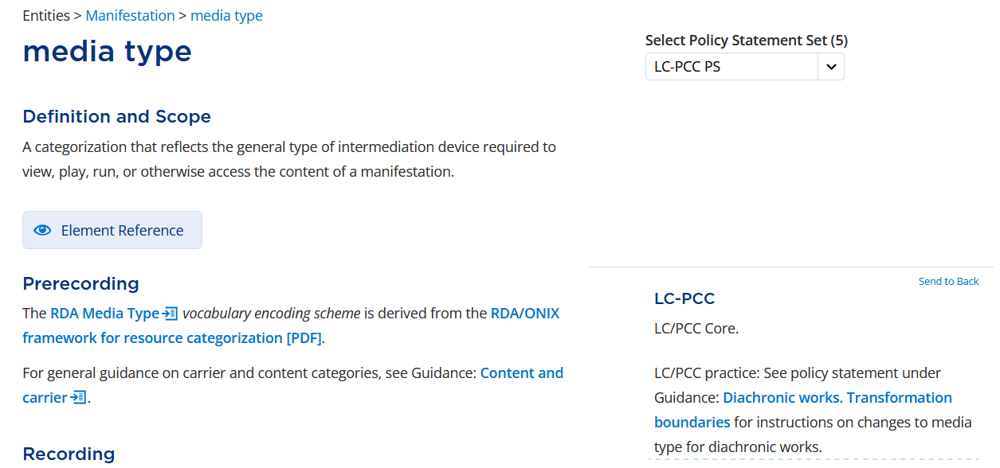 Entities > Manifestation > media type
media type
Select Policy Statement Set (5)
LC-PCC PS
Definition and Scope
A categorization that reflects the general type of intermediation device required to
view, play, run, or otherwise access the content of a manifestation.
Element Reference
Prerecording
The RDA Media Type vocabulary encoding scheme is derived from the RDA/ONIX
framework for resource categorization [PDF].
For general guidance on carrier and content categories, see Guidance: Content and
carrier.
Recording
Send to Back
LC-PCC
LC/PCC Core.
LC/PCC practice: See policy statement under
Guidance: Diachronic works. Transformation
boundaries for instructions on changes to media
type for diachronic works.